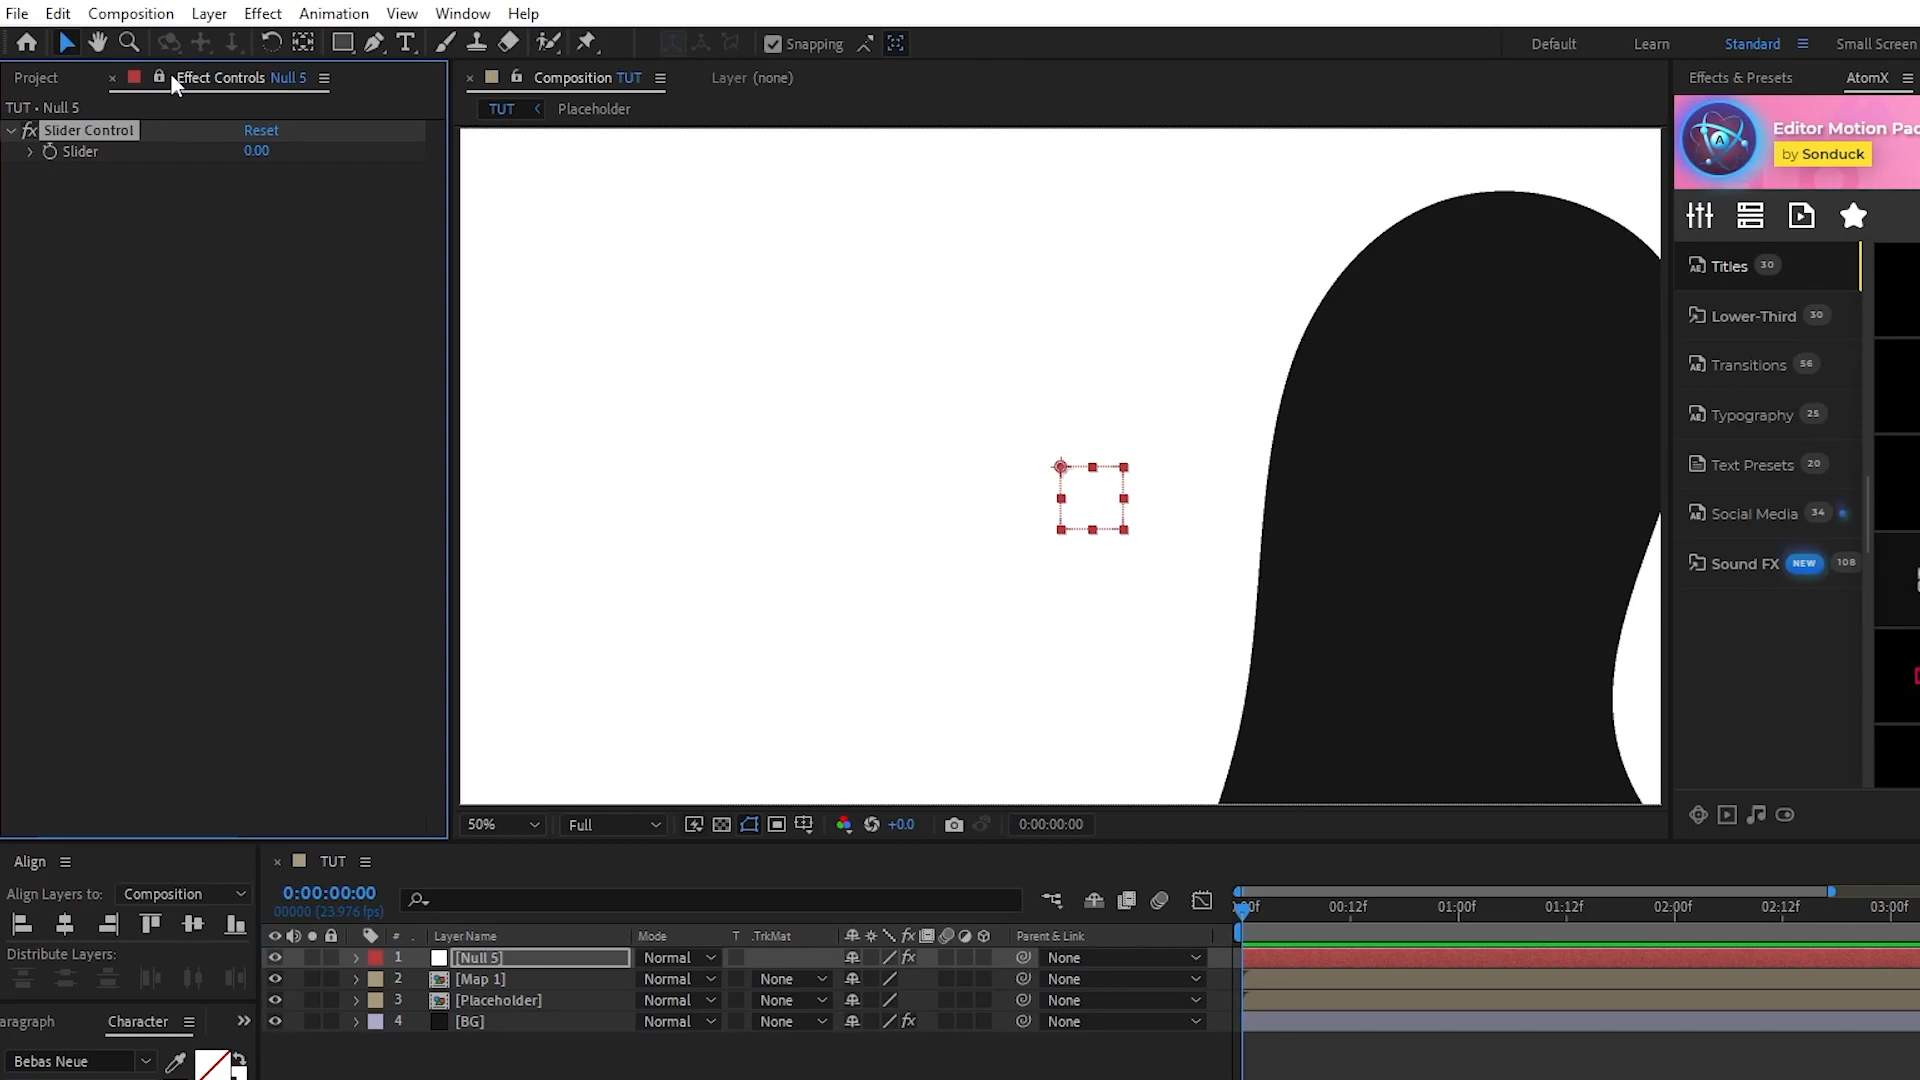 File Edit Composition Layer Effect Animation View Window Help
Snapping Default Learn Standard Small Screen
Project Effect Controls Null 5
TUT • Null 5
fx Slider Control Reset
Slider 0.00
Composition TUT Layer (none)
TUT Placeholder
Effects & Presets AtomX
Editor Motion Pac
by Sonduck
Titles 30
Lower-Third 30
Transitions 56
Typography 25
Text Presets 20
Social Media 34
Sound FX NEW 108
50% Full +0.0 0:00:00:00
Align
Align Layers to: Composition
Distribute Layers:
aragraph Character
Bebas Neue
TUT
0:00:00:00
00000 (23.976 fps)
:00f 00:12f 01:00f 01:12f 02:00f 02:12f 03:00f
# Layer Name Mode T .TrkMat Parent & Link
1 [Null 5] Normal None
2 [Map 1] Normal None None
3 [Placeholder] Normal None None
4 [BG] Normal None None